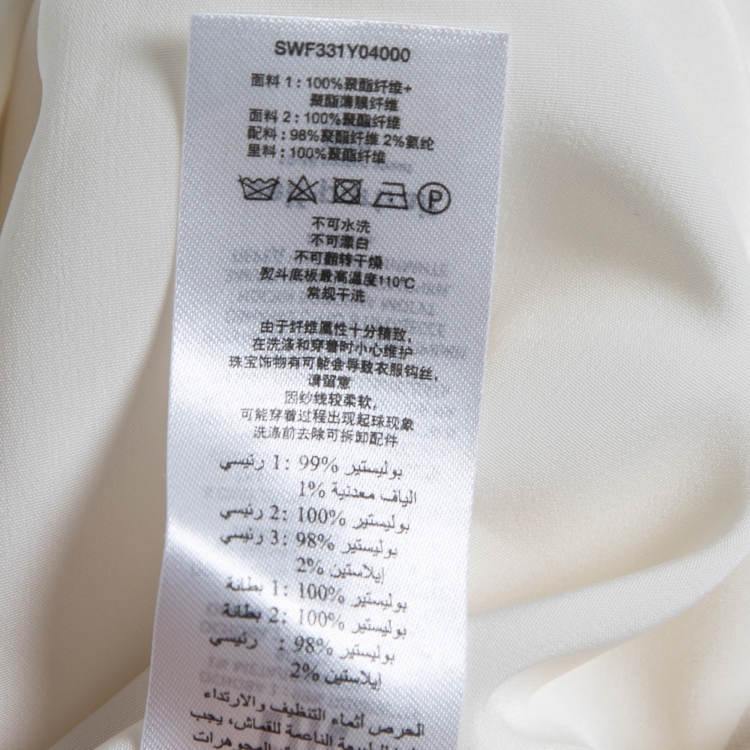 SWF331Y04000
面料 1：100%聚酯纤维+
聚酯薄膜纤维
面料 2：100%聚酯纤维
配料：98%聚酯纤维 2%氨纶
里料：100%聚酯纤维
P
不可水洗
不可漂白
不可翻转干燥
熨斗底板最高温度110℃
常规干洗
由于纤维属性十分精致，
在洗涤和穿着时小心维护
珠宝饰物有可能会导致衣服钩丝，
请留意
因纱线较柔软，
可能穿着过程出现起球现象
洗涤前去除可拆卸配件
رئيسي 1: 99% بوليستير
1% الياف معدنية
رئيسي 2: 100% بوليستير
رئيسي 3: 98% بوليستير
2% إيلاستين
بطانة 1: 100% بوليستير
بطانة 2: 100% بوليستير
رئيسي : 98% بوليستير
2% إيلاستين
الحرص أثناء التنظيف والارتداء
الناعمة للقماش، يجب
المجوهرات